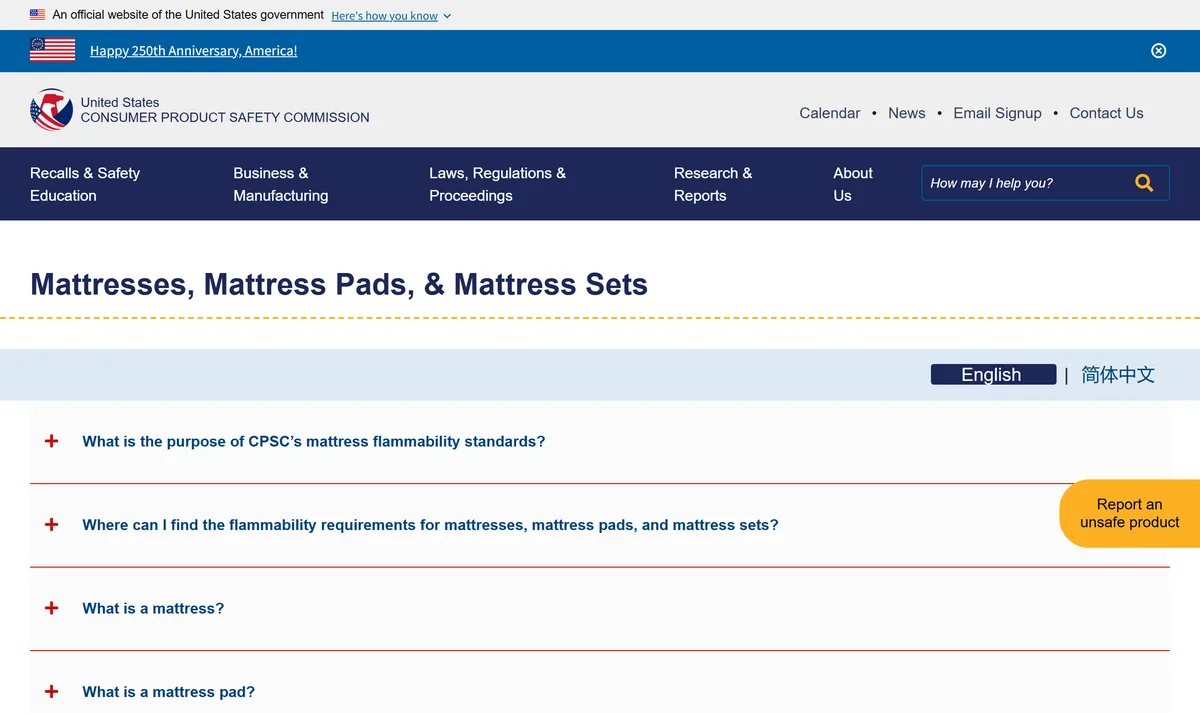 An official website of the United States government Here's how you know
Happy 250th Anniversary, America!
United States
CONSUMER PRODUCT SAFETY COMMISSION
Calendar • News • Email Signup • Contact Us
Recalls & Safety Education
Business & Manufacturing
Laws, Regulations & Proceedings
Research & Reports
About Us
How may I help you?
Mattresses, Mattress Pads, & Mattress Sets
English | 简体中文
What is the purpose of CPSC’s mattress flammability standards?
Where can I find the flammability requirements for mattresses, mattress pads, and mattress sets?
Report an
unsafe product
What is a mattress?
What is a mattress pad?